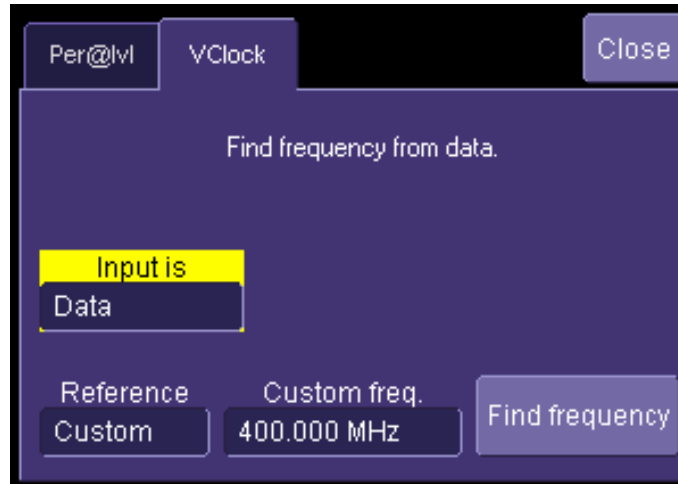 Per@lvl VClock Close
Find frequency from data.
Input is
Data
Reference Custom freq.
Custom 400.000 MHz Find frequency